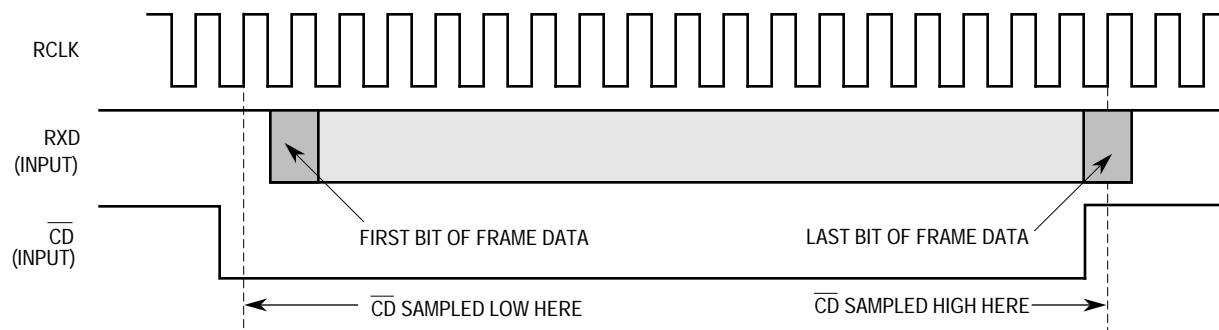 RCLK
RXD
(INPUT)
FIRST BIT OF FRAME DATA
LAST BIT OF FRAME DATA
CD
(INPUT)
CD SAMPLED LOW HERE
CD SAMPLED HIGH HERE